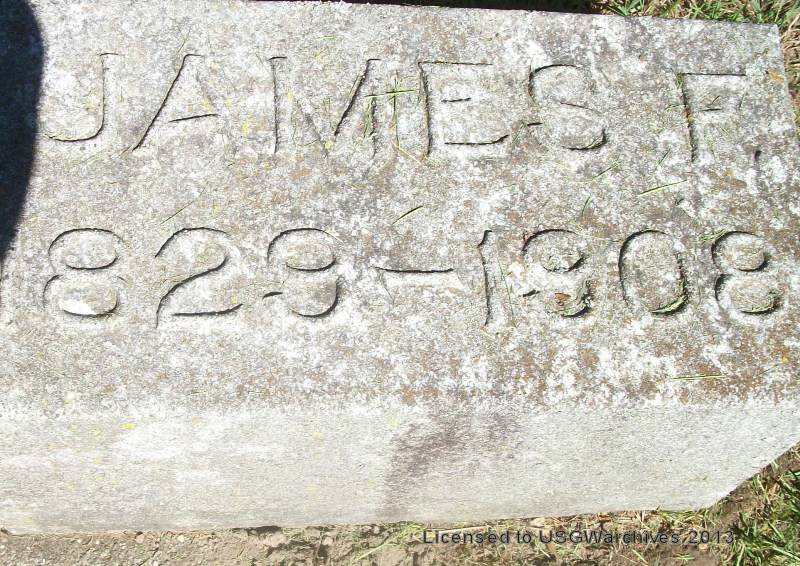 JAMES F.
1829-1908
Licensed to USGWarchives 2013